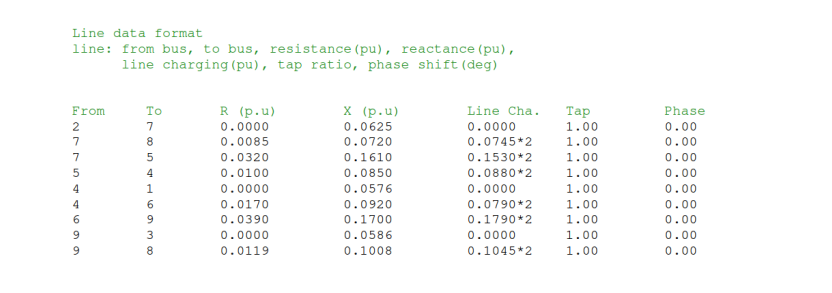 Line data format
line: from bus, to bus, resistance(pu), reactance(pu),
line charging(pu), tap ratio, phase shift(deg)
From To R (p.u) X (p.u) Line Cha. Tap Phase
2 7 0.0000 0.0625 0.0000 1.00 0.00
7 8 0.0085 0.0720 0.0745*2 1.00 0.00
7 5 0.0320 0.1610 0.1530*2 1.00 0.00
5 4 0.0100 0.0850 0.0880*2 1.00 0.00
4 1 0.0000 0.0576 0.0000 1.00 0.00
4 6 0.0170 0.0920 0.0790*2 1.00 0.00
6 9 0.0390 0.1700 0.1790*2 1.00 0.00
9 3 0.0000 0.0586 0.0000 1.00 0.00
9 8 0.0119 0.1008 0.1045*2 1.00 0.00